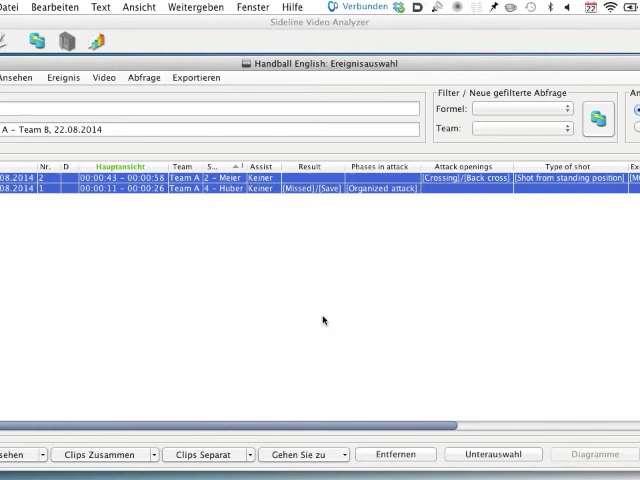 Datei Bearbeiten Text Ansicht Weitergeben Fenster Hilfe Verbunden 22
Sideline Video Analyzer
Handball English: Ereignisauswahl
Ansehen Ereignis Video Abfrage Exportieren
Filter / Neue gefilterte Abfrage An
Formel:
A - Team B, 22.08.2014
Team:
Nr. D Hauptansicht Team S... 1 Assist Result Phases in attack Attack openings Type of shot Ex
08.2014 2 00:00:43 - 00:00:58 Team A 2 - Meier Keiner [Crossing]/[Back cross] [Shot from standing position]
08.2014 1 00:00:11 - 00:00:26 Team A 4 - Huber Keiner [Missed]/[Save] [Organized attack]
sehen Clips Zusammen Clips Separat Gehen Sie zu Entfernen Unterauswahl Diagramme